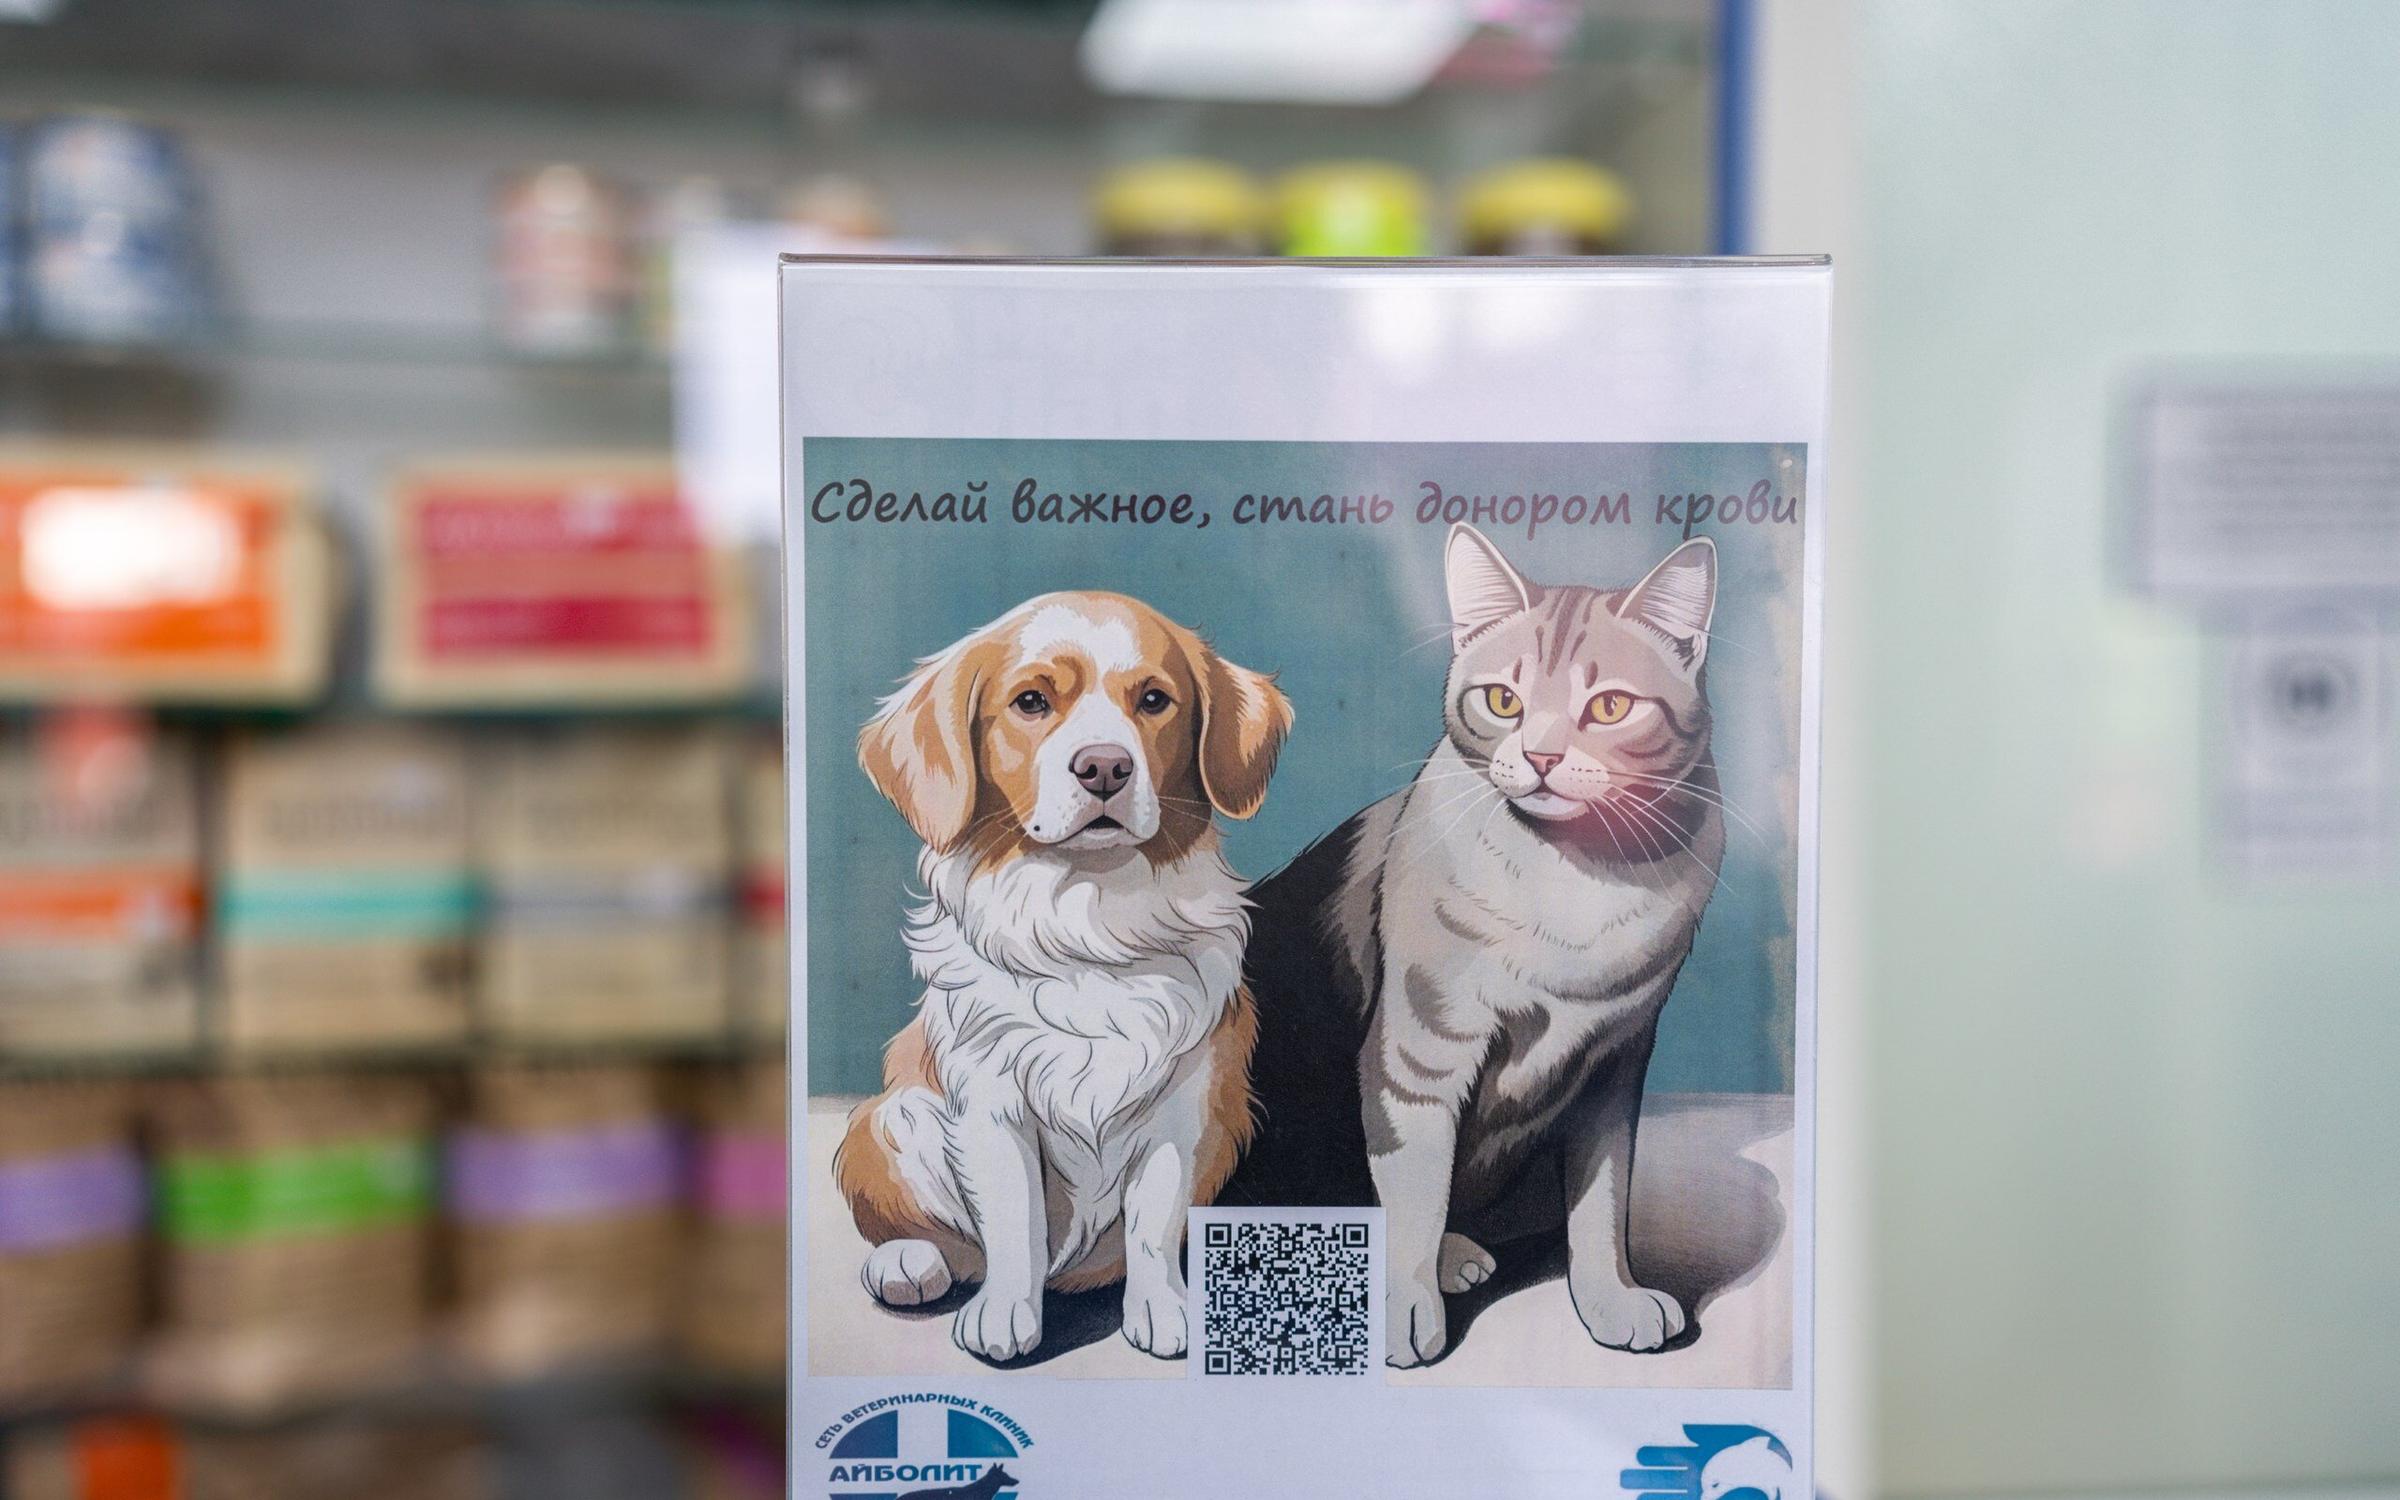 Сделай важное, стань донором крови
СЕТЬ ВЕТЕРИНАРНЫХ КЛИНИК
АЙБОЛИТ